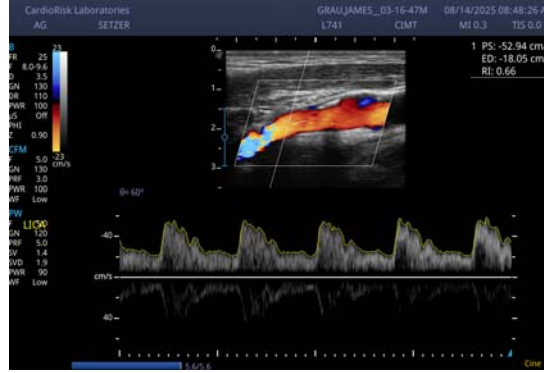 CardioRisk Laboratories GRAU,JAMES__03-16-47M 08/14/2025 08:48:26 A
AG SETZER L741 CIMT MI 0.3 TIS 0.0
B
FR 25
F 8.0-9.6
D 3.5
GN 130
DR 110
PWR 100
µS Off
PHI
Z 0.90
CFM
F 5.0
GN 130
PRF 3.0
PWR 100
WF Low
PW
LICA
GN 120
PRF 5.0
SV 1.4
SVD 1.9
PWR 90
WF Low
23
-23
cm/s
0
1
2
3
1 PS: -52.94 cm/
ED: -18.05 cm/
RI: 0.66
θ= 60°
-40
cm/s
40
5.6/5.6
Cine